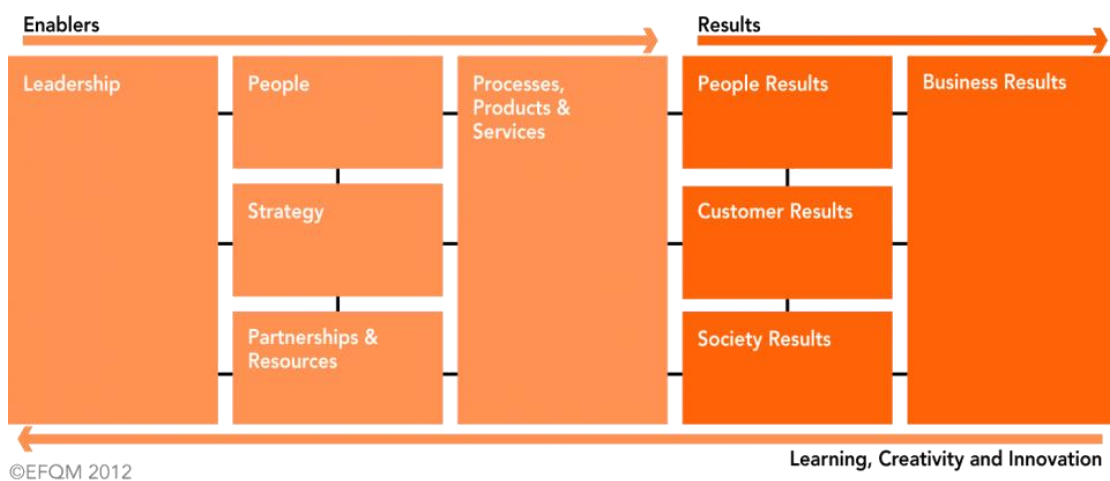 Enablers
Results
Leadership
People
Processes,
Products &
Services
People Results
Business Results
Strategy
Customer Results
Partnerships &
Resources
Society Results
Learning, Creativity and Innovation
©EFQM 2012